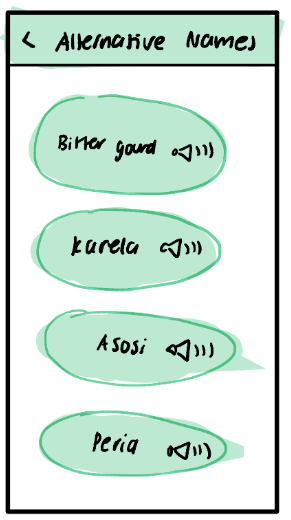 < Alternative Names
Bitter gourd
Karela
Asosi
Peria